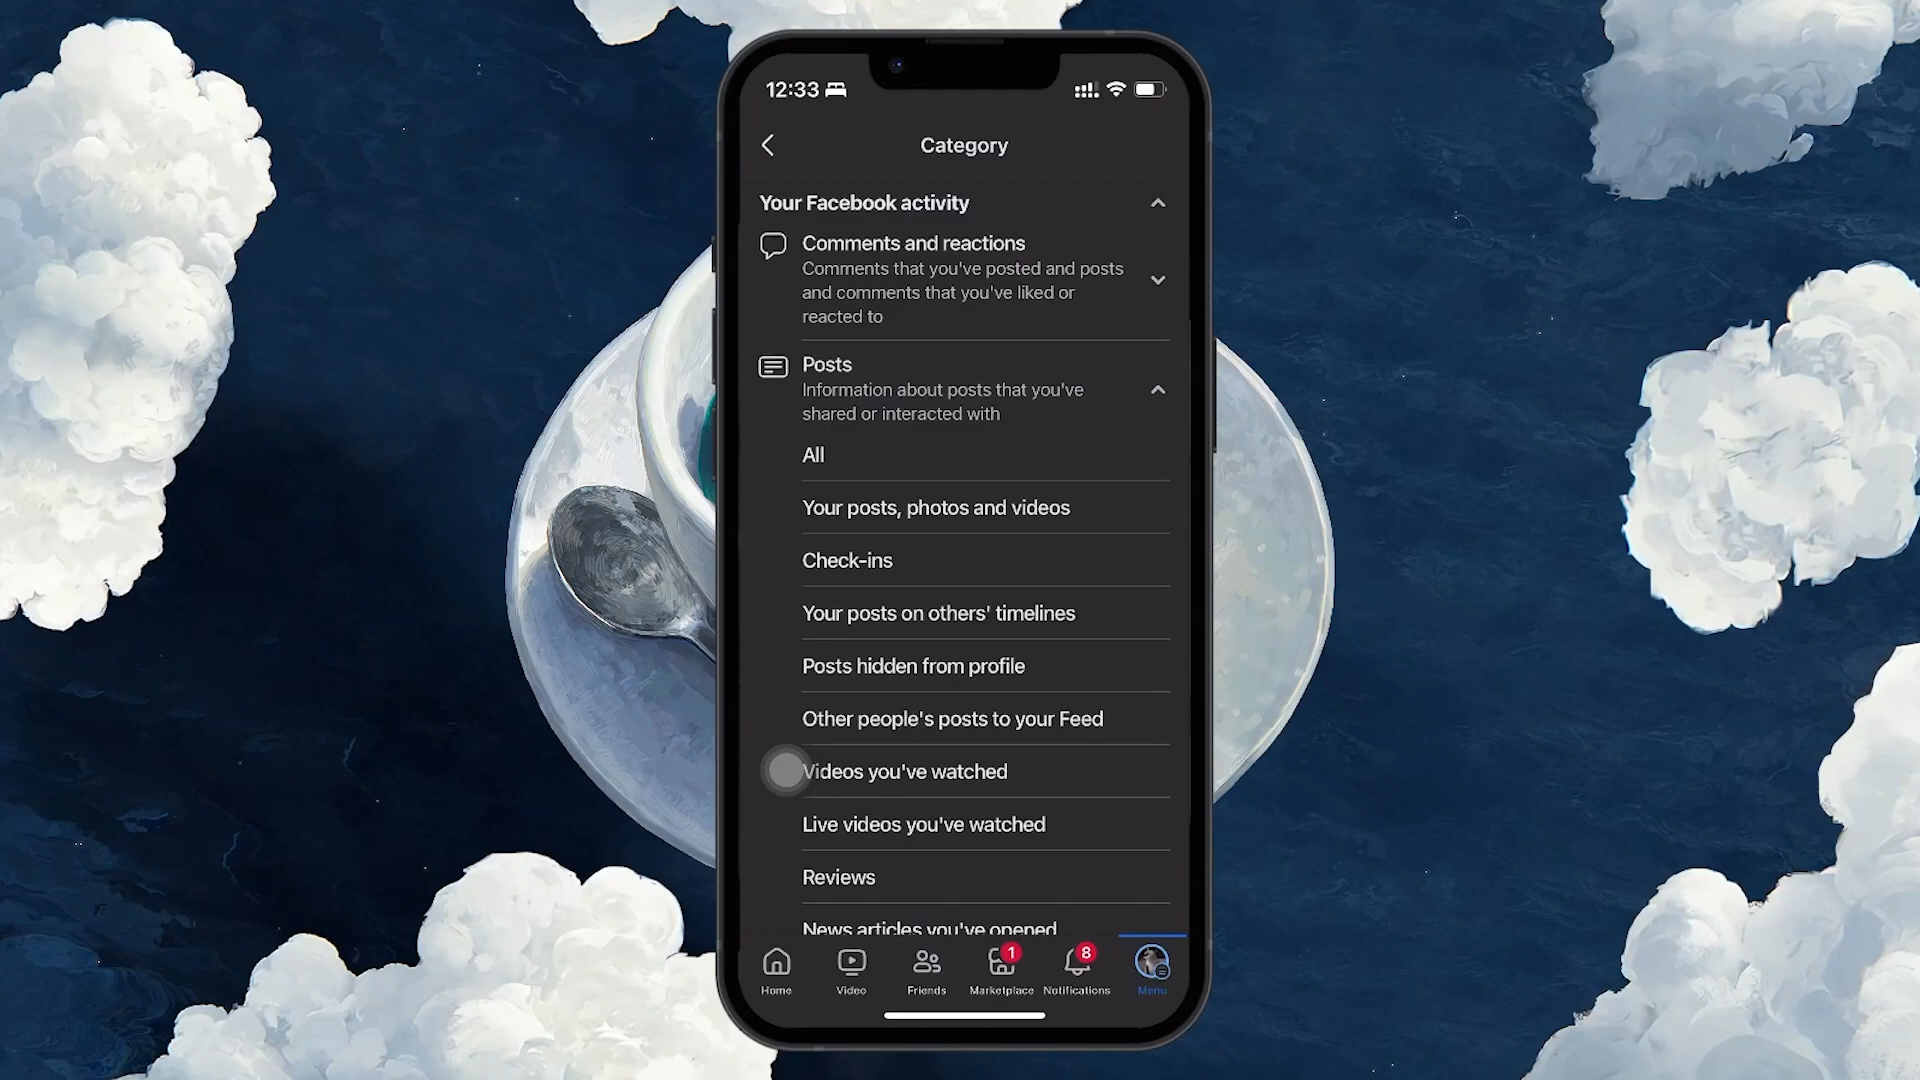 12:33
Category
Your Facebook activity
Comments and reactions
Comments that you've posted and posts
and comments that you've liked or
reacted to
Posts
Information about posts that you've
shared or interacted with
All
Your posts, photos and videos
Check-ins
Your posts on others' timelines
Posts hidden from profile
Other people's posts to your Feed
Videos you've watched
Live videos you've watched
Reviews
News articles you've opened
1
8
Home
Video
Friends
Marketplace
Notifications
Menu